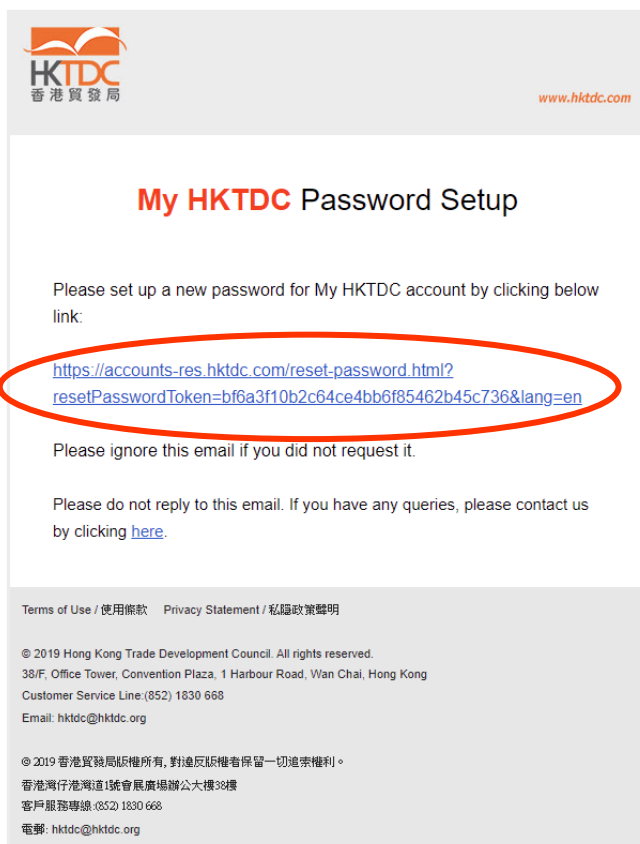 HKTDC
香港貿發局
www.hktdc.com
My HKTDC Password Setup
Please set up a new password for My HKTDC account by clicking below
link:
https://accounts-res.hktdc.com/reset-password.html?
resetPasswordToken=bf6a3f10b2c64ce4bb6f85462b45c736&lang=en
Please ignore this email if you did not request it.
Please do not reply to this email. If you have any queries, please contact us
by clicking here.
Terms of Use / 使用條款 Privacy Statement / 私隱政策聲明
© 2019 Hong Kong Trade Development Council. All rights reserved.
38/F, Office Tower, Convention Plaza, 1 Harbour Road, Wan Chai, Hong Kong
Customer Service Line:(852) 1830 668
Email: hktdc@hktdc.org
© 2019 香港貿發局版權所有, 對違反版權者保留一切追索權利。
香港灣仔港灣道1號會展廣場辦公大樓38樓
客戶服務專線:(852) 1830 668
電郵: hktdc@hktdc.org